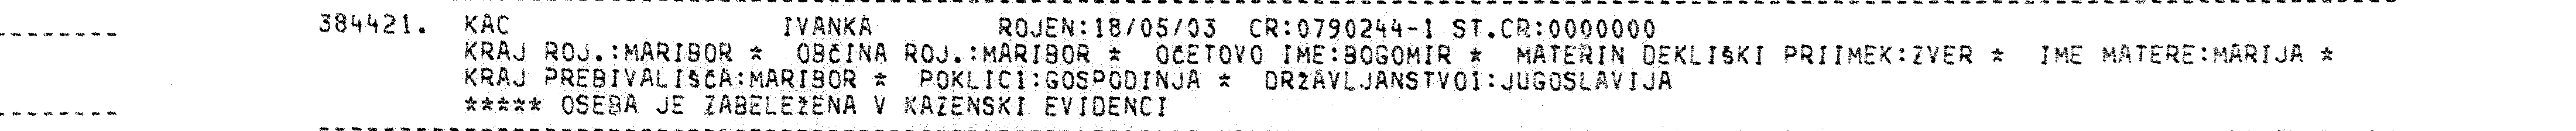 384421. KAC IVANKA ROJEN:18/05/03 CR:0790244-1 ST.CR:0000000
KRAJ ROJ.:MARIBOR * OBČINA ROJ.:MARIBOR * OČETOVO IME:BOGOMIR * MATERIN DEKLIŠKI PRIIMEK:ZVER * IME MATERE:MARIJA *
KRAJ PREBIVALIŠČA:MARIBOR * POKLIC1:GOSPODINJA * DRŽAVLJANSTVO1:JUGOSLAVIJA
***** OSEBA JE ZABELEŽENA V KAZENSKI EVIDENCI